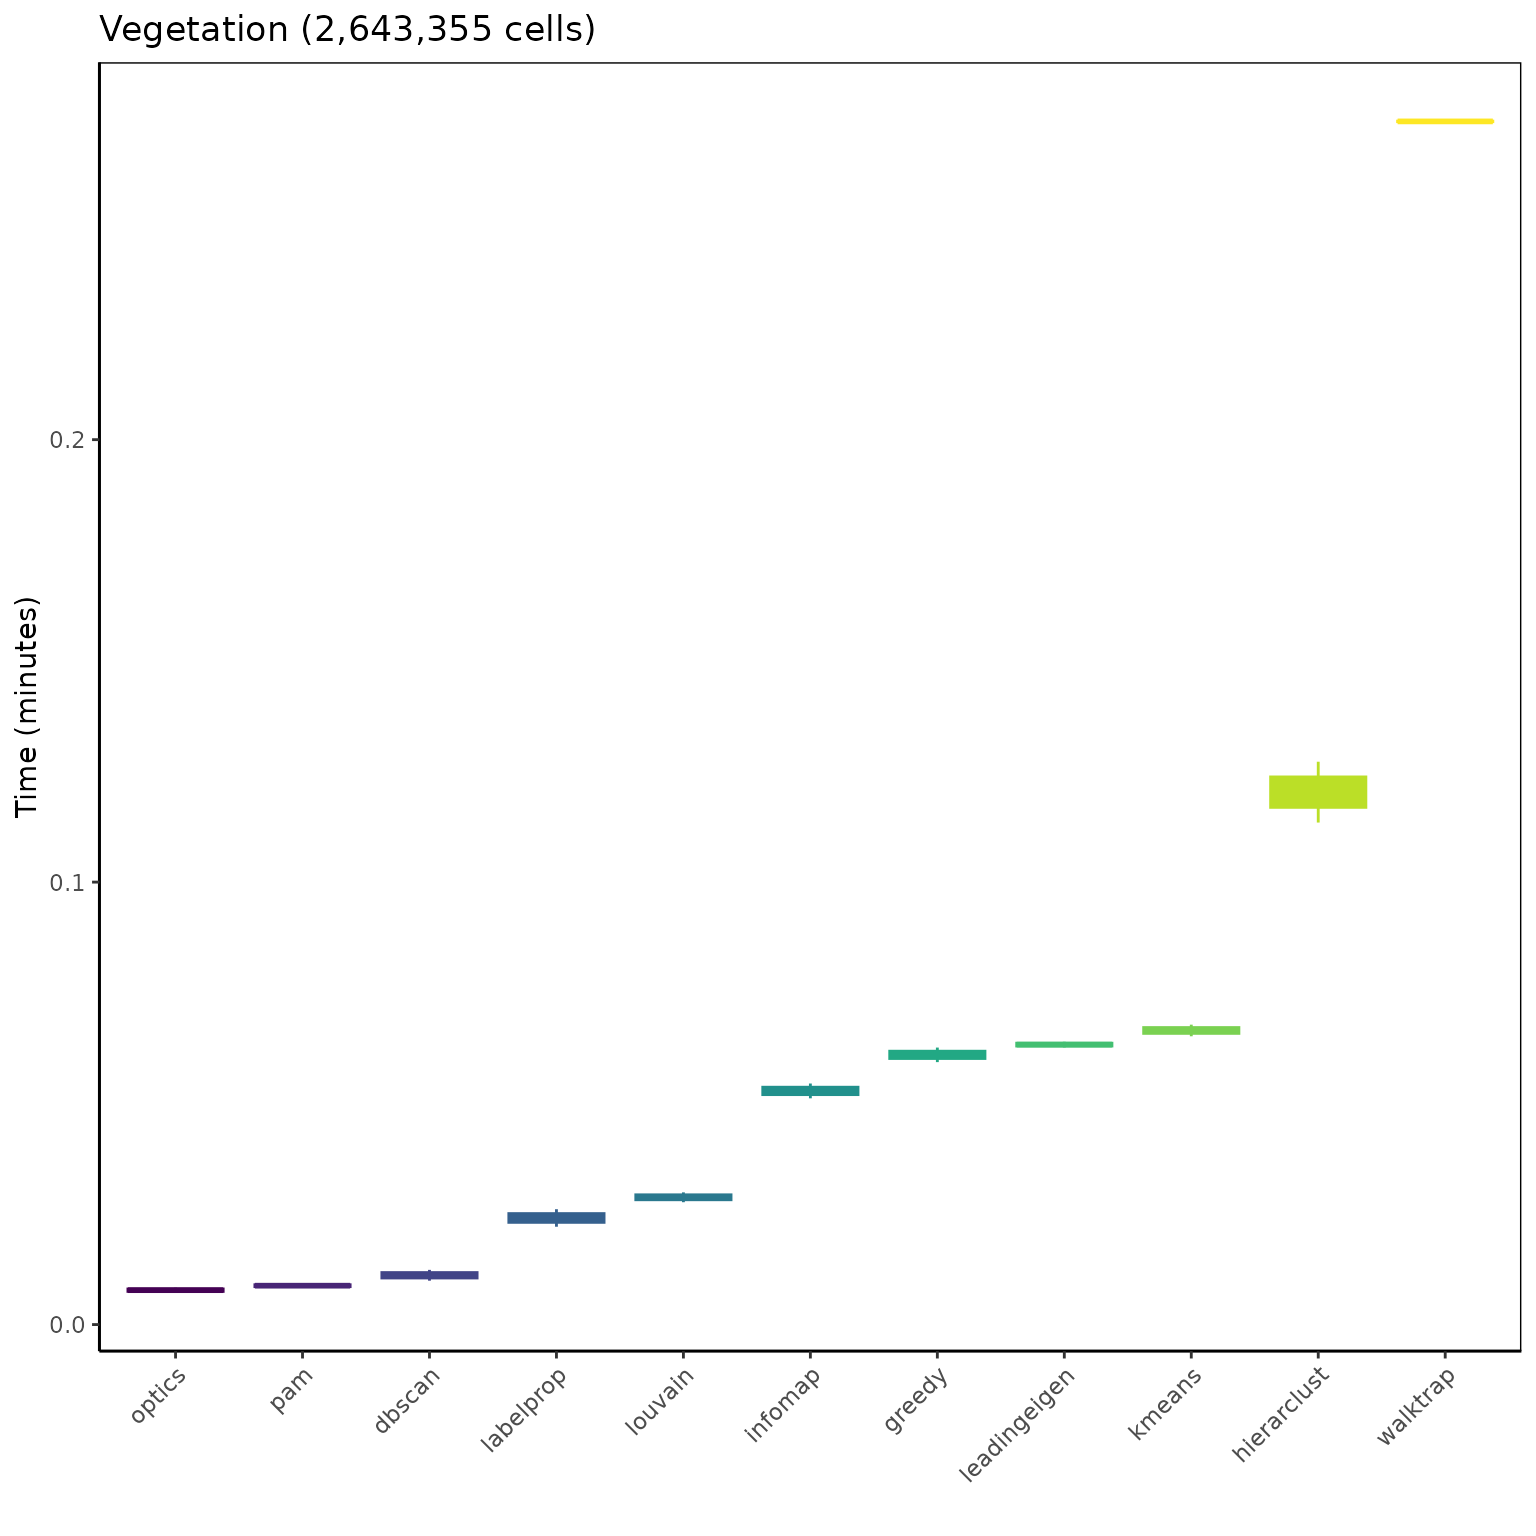 Vegetation (2,643,355 cells)
Time (minutes)
0.2
0.1
0.0
optics
pam
dbscan
labelprop
louvain
infomap
greedy
leadingeigen
kmeans
hierarclust
walktrap